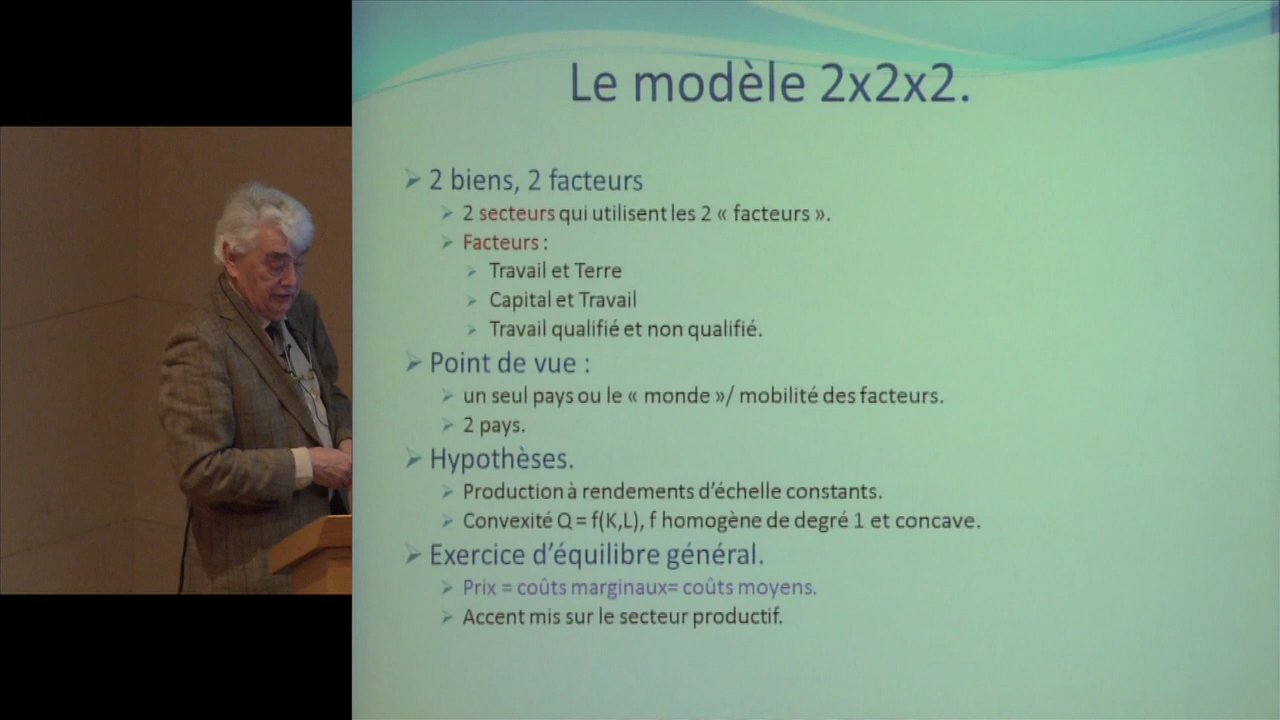 Le modèle 2x2x2.
2 biens, 2 facteurs
2 secteurs qui utilisent les 2 « facteurs ».
Facteurs :
Travail et Terre
Capital et Travail
Travail qualifié et non qualifié.
Point de vue :
un seul pays ou le « monde »/ mobilité des facteurs.
2 pays.
Hypothèses.
Production à rendements d’échelle constants.
Convexité Q = f(K,L), f homogène de degré 1 et concave.
Exercice d’équilibre général.
Prix = coûts marginaux= coûts moyens.
Accent mis sur le secteur productif.